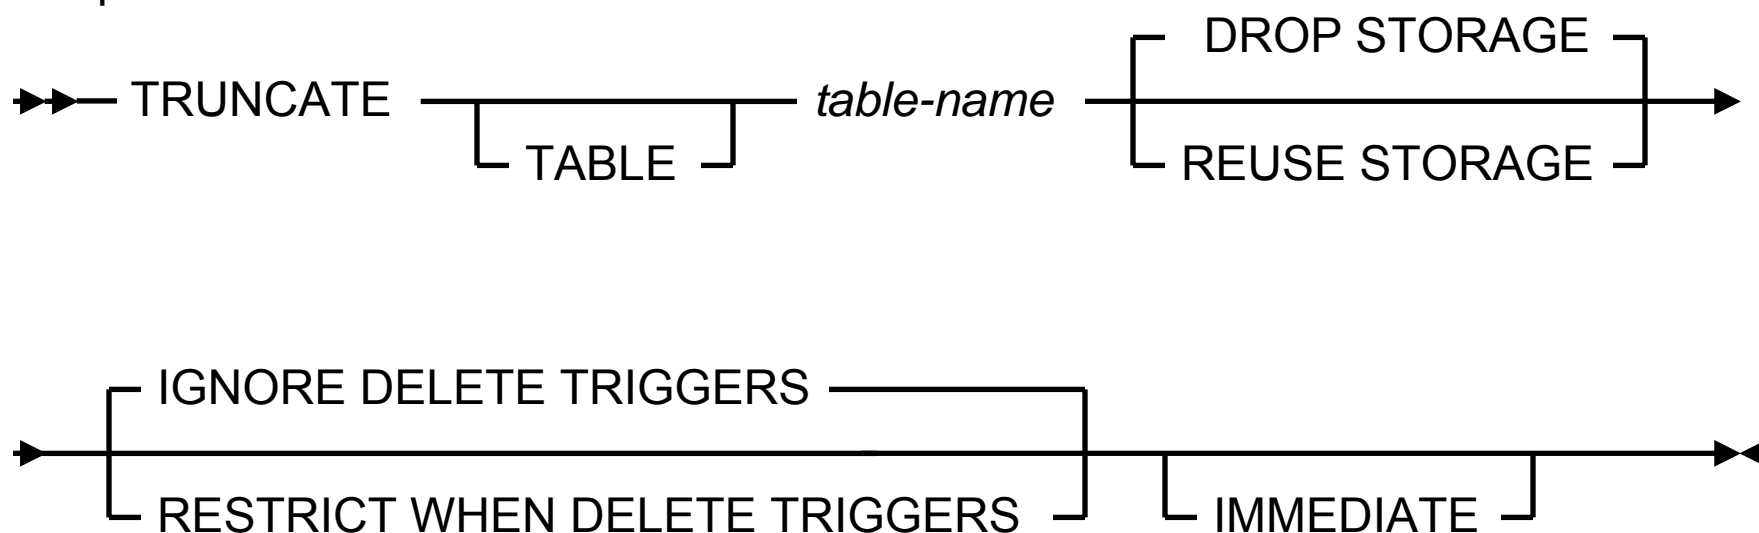 DROP STORAGE
TRUNCATE table-name
TABLE REUSE STORAGE
IGNORE DELETE TRIGGERS
RESTRICT WHEN DELETE TRIGGERS IMMEDIATE